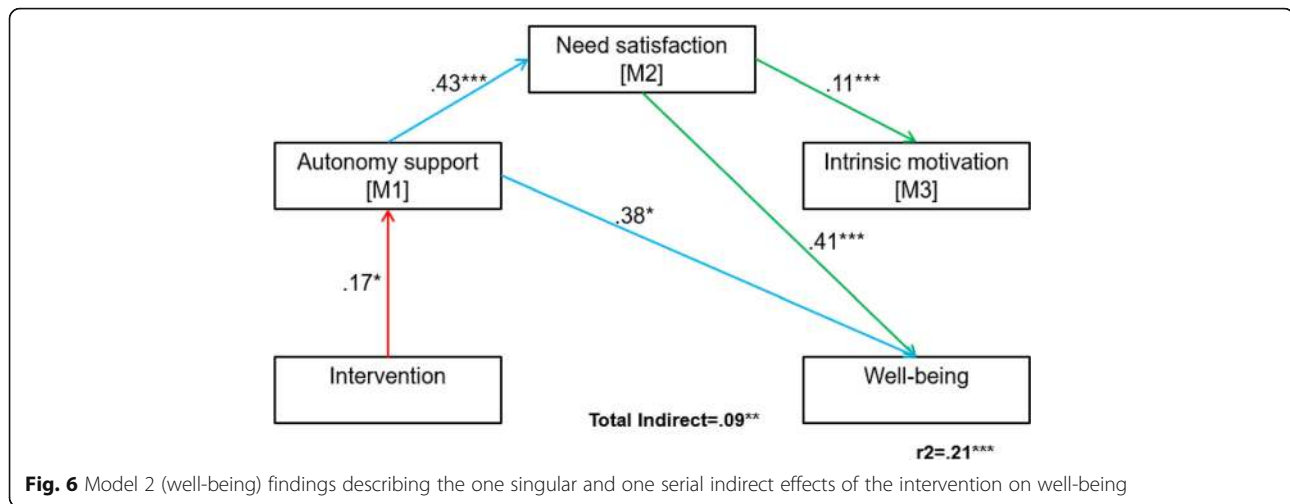 Need satisfaction
[M2]
.43***
.11***
Autonomy support
[M1]
Intrinsic motivation
[M3]
.38*
.41***
.17*
Intervention
Well-being
Total Indirect=.09**
r2=.21***
Fig. 6 Model 2 (well-being) findings describing the one singular and one serial indirect effects of the intervention on well-being